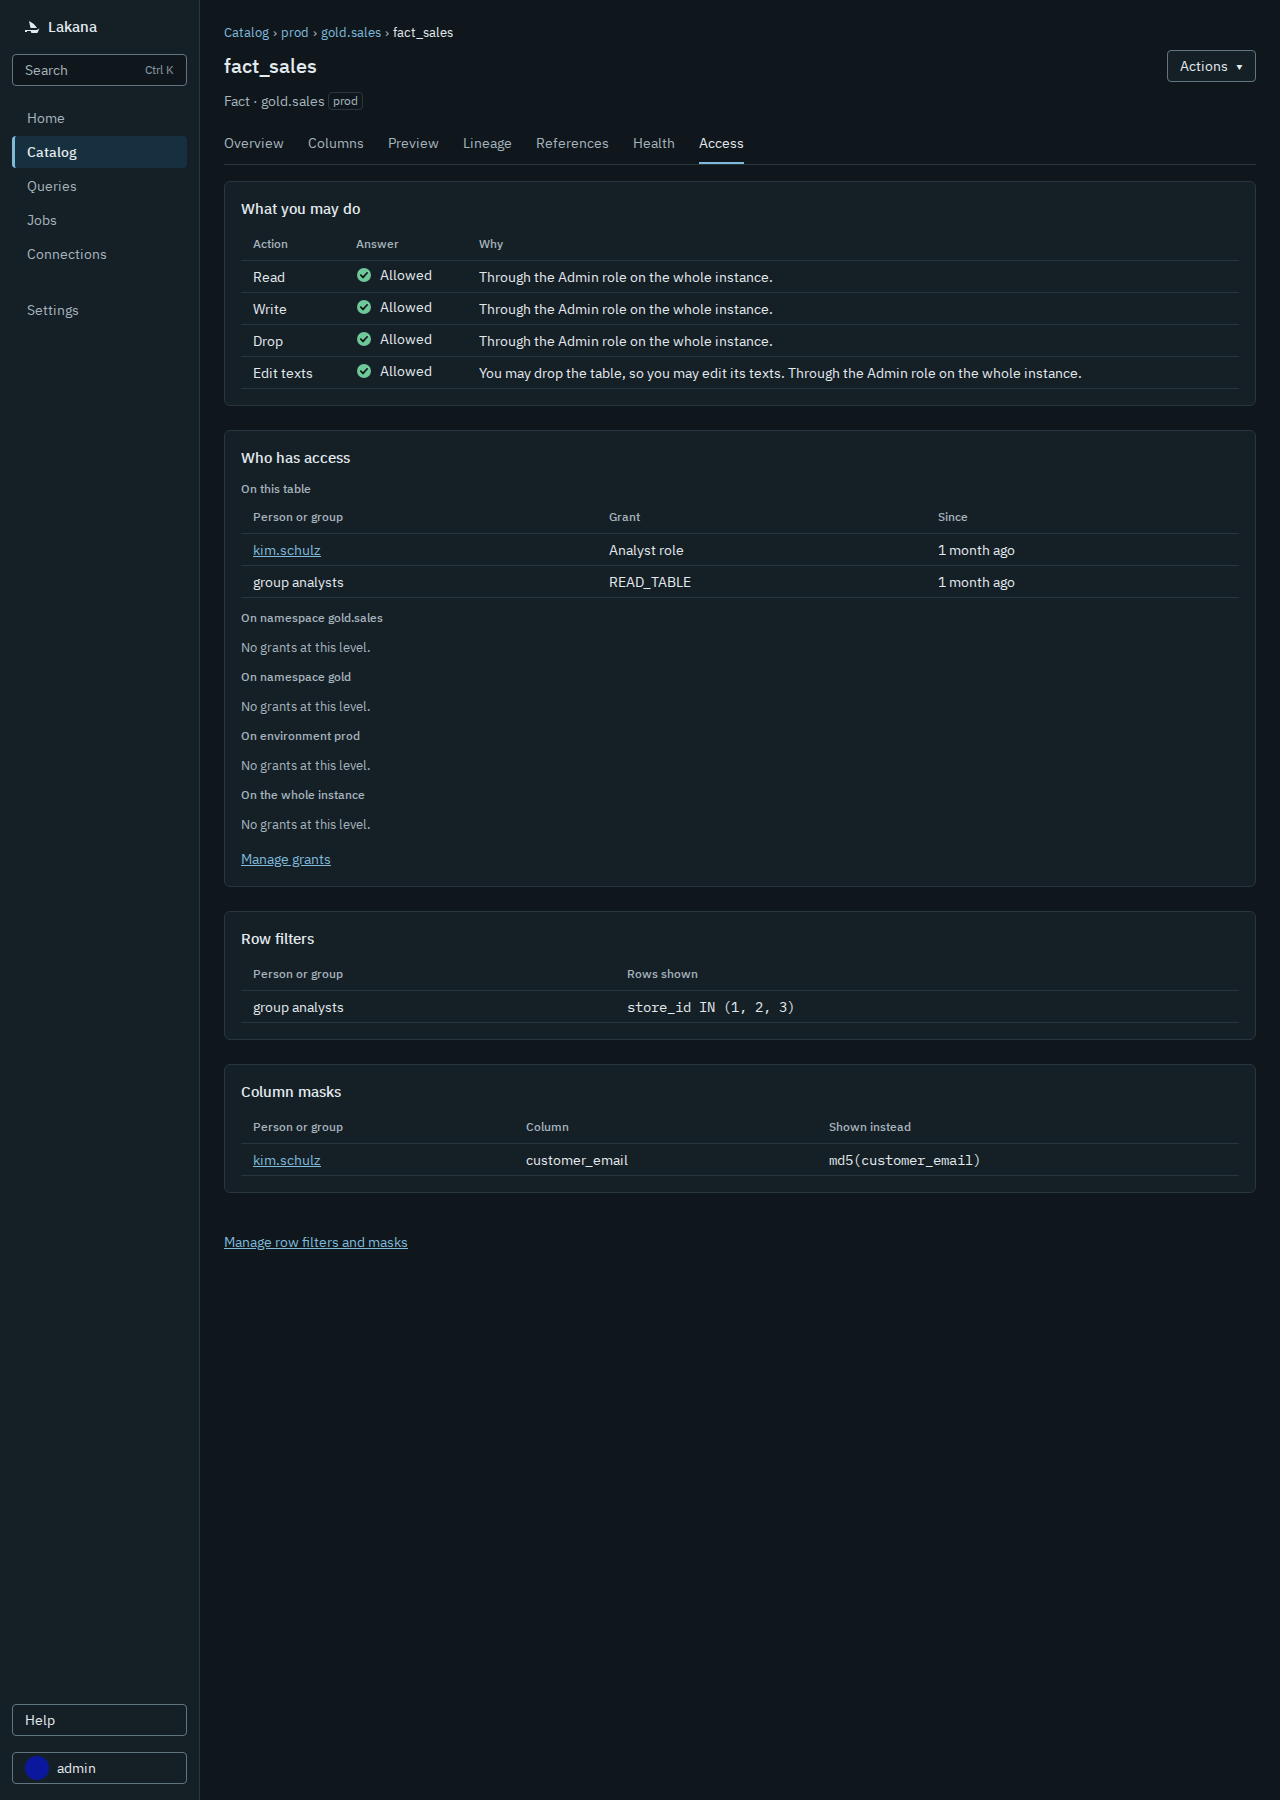 Lakana
Search Ctrl K
Home
Catalog
Queries
Jobs
Connections
Settings
Help
admin
Catalog › prod › gold.sales › fact_sales
fact_sales
Actions ▾
Fact · gold.sales prod
Overview Columns Preview Lineage References Health Access
What you may do
Action Answer Why
Read Allowed Through the Admin role on the whole instance.
Write Allowed Through the Admin role on the whole instance.
Drop Allowed Through the Admin role on the whole instance.
Edit texts Allowed You may drop the table, so you may edit its texts. Through the Admin role on the whole instance.
Who has access
On this table
Person or group Grant Since
kim.schulz Analyst role 1 month ago
group analysts READ_TABLE 1 month ago
On namespace gold.sales
No grants at this level.
On namespace gold
No grants at this level.
On environment prod
No grants at this level.
On the whole instance
No grants at this level.
Manage grants
Row filters
Person or group Rows shown
group analysts store_id IN (1, 2, 3)
Column masks
Person or group Column Shown instead
kim.schulz customer_email md5(customer_email)
Manage row filters and masks